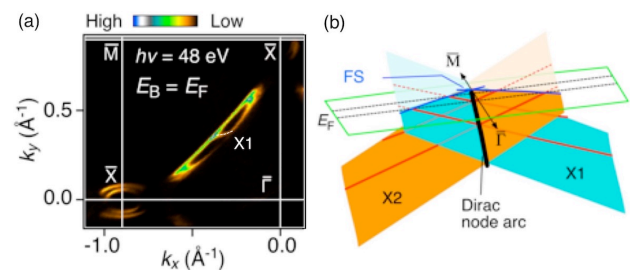 (a)
High Low
M̅ X̅
hν = 48 eV
E_B = E_F
X1
X̅ Γ̅
k_y (Å⁻¹)
0.5
0.0
-1.0 0.0
k_x (Å⁻¹)
(b)
M̅
FS
E_F
Γ̅
X1
X2
Dirac
node arc